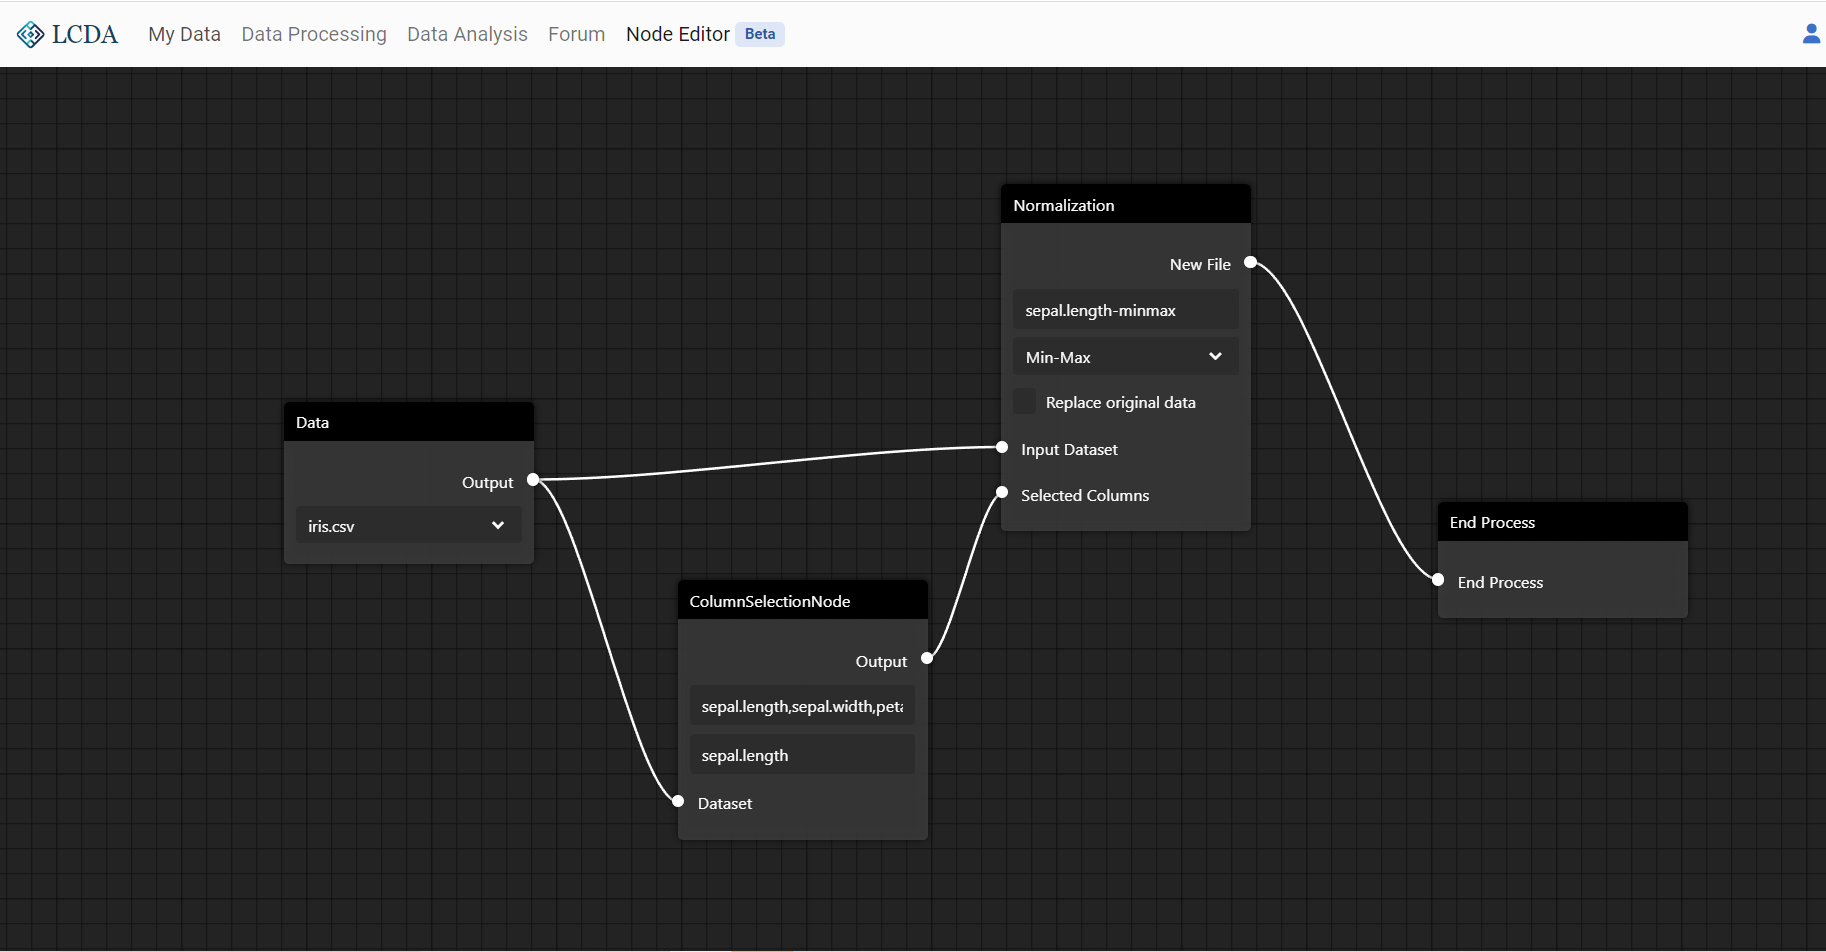 LCDA My Data Data Processing Data Analysis Forum Node Editor Beta
Normalization
New File
sepal.length-minmax
Min-Max
Replace original data
Input Dataset
Selected Columns
Data
Output
iris.csv
ColumnSelectionNode
Output
sepal.length,sepal.width,peta
sepal.length
Dataset
End Process
End Process